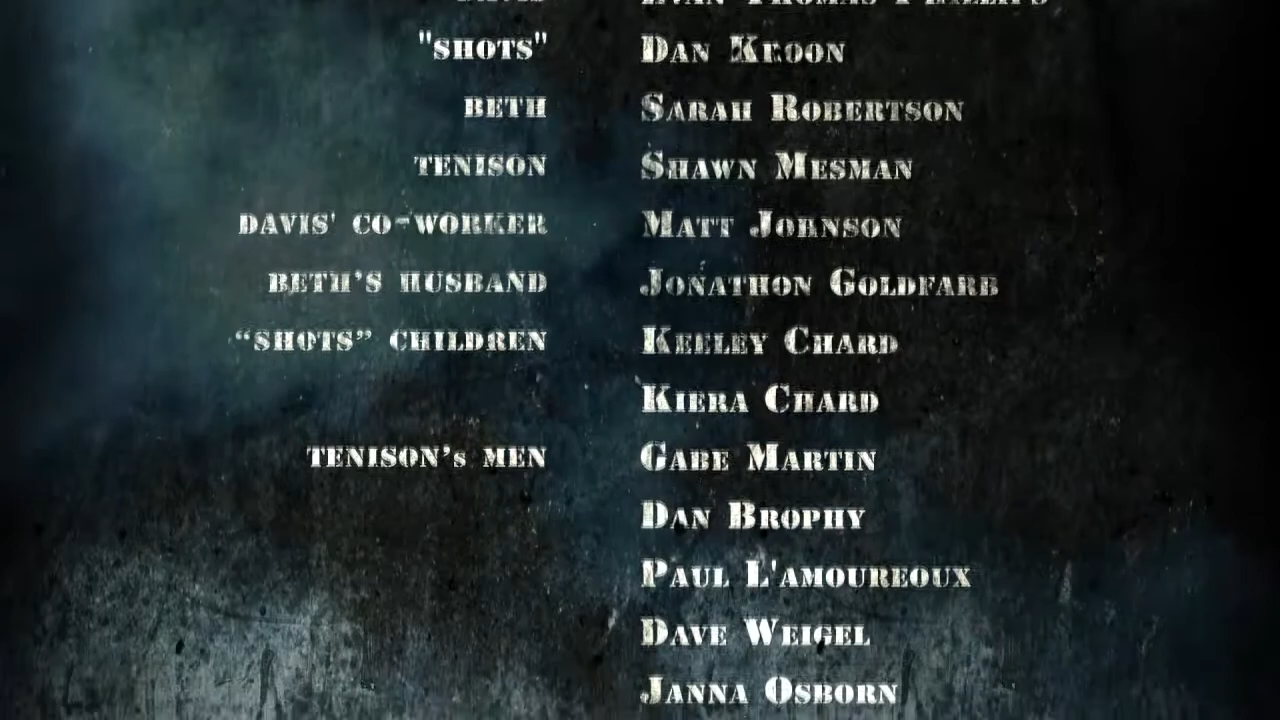 "SHOTS" DAN KROON
BETH SARAH ROBERTSON
TENISON SHAWN MESMAN
DAVIS' CO-WORKER MATT JOHNSON
BETH'S HUSBAND JONATHON GOLDFARB
“SHOTS” CHILDREN KEELEY CHARD
KIERA CHARD
TENISON's MEN GABE MARTIN
DAN BROPHY
PAUL L'AMOUREOUX
DAVE WEIGEL
JANNA OSBORN